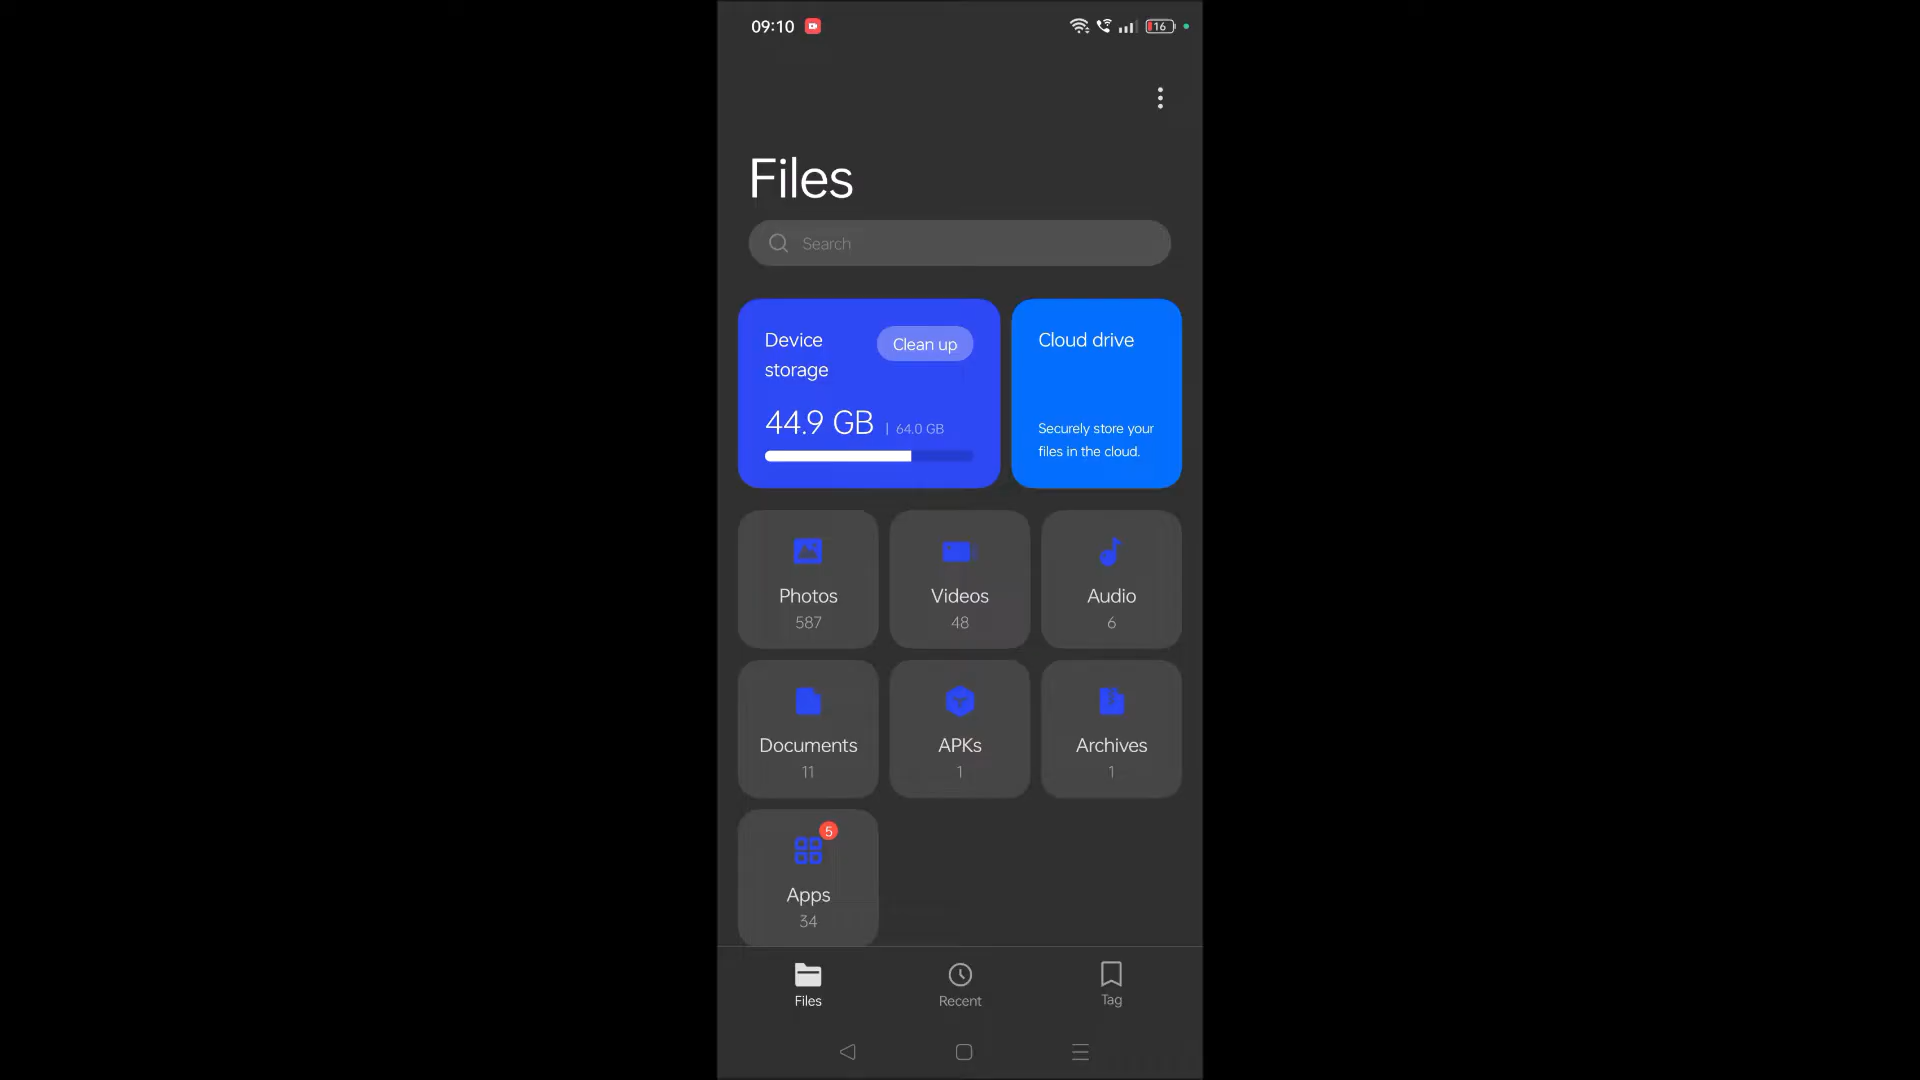 09:10
16
Files
Search
Device
storage
Clean up
44.9 GB | 64.0 GB
Cloud drive
Securely store your
files in the cloud.
Photos
587
Videos
48
Audio
6
Documents
11
APKs
1
Archives
1
5
Apps
34
Files
Recent
Tag